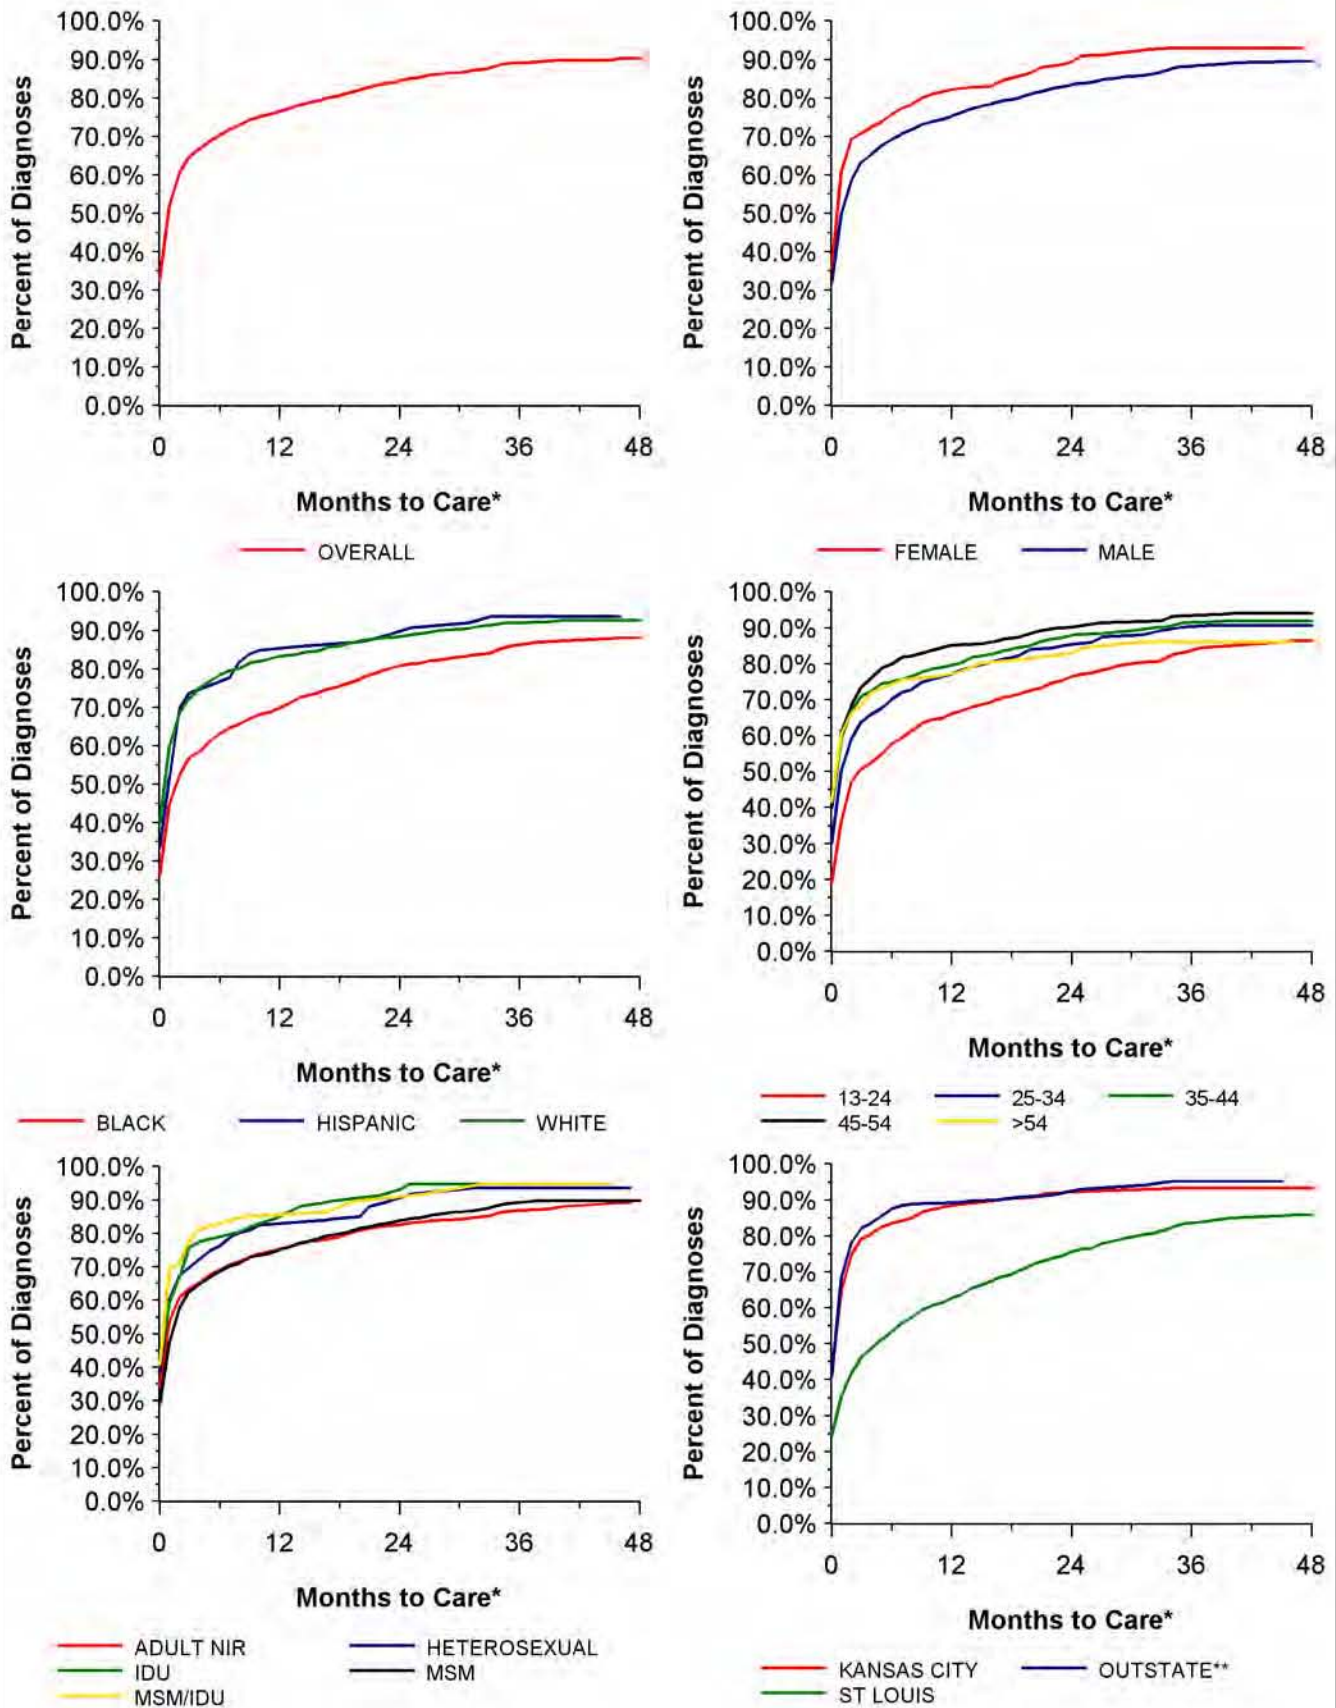 100.0%
90.0%
80.0%
70.0%
60.0%
50.0%
40.0%
30.0%
20.0%
10.0%
0.0%
Percent of Diagnoses
0 12 24 36 48
Months to Care*
OVERALL
100.0%
90.0%
80.0%
70.0%
60.0%
50.0%
40.0%
30.0%
20.0%
10.0%
0.0%
Percent of Diagnoses
0 12 24 36 48
Months to Care*
FEMALE MALE
100.0%
90.0%
80.0%
70.0%
60.0%
50.0%
40.0%
30.0%
20.0%
10.0%
0.0%
Percent of Diagnoses
0 12 24 36 48
Months to Care*
BLACK HISPANIC WHITE
100.0%
90.0%
80.0%
70.0%
60.0%
50.0%
40.0%
30.0%
20.0%
10.0%
0.0%
Percent of Diagnoses
0 12 24 36 48
Months to Care*
13-24 25-34 35-44
45-54 >54
100.0%
90.0%
80.0%
70.0%
60.0%
50.0%
40.0%
30.0%
20.0%
10.0%
0.0%
Percent of Diagnoses
0 12 24 36 48
Months to Care*
ADULT NIR HETEROSEXUAL
IDU MSM
MSM/IDU
100.0%
90.0%
80.0%
70.0%
60.0%
50.0%
40.0%
30.0%
20.0%
10.0%
0.0%
Percent of Diagnoses
0 12 24 36 48
Months to Care*
KANSAS CITY OUTSTATE**
ST LOUIS